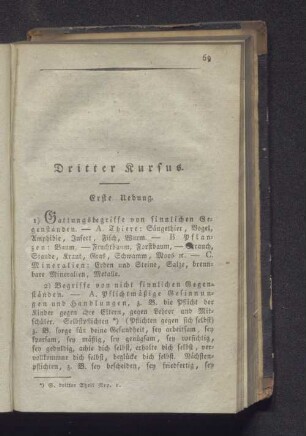 69
Dritter Kursus.
Erste Uebung.
1) Gattungsbegriffe von sinnlichen Ge-
genständen. — A. Thiere: Säugethier, Vogel,
Amphibie, Insekt, Fisch, Wurm. — B. Pflan-
zen: Baum. — Fruchtbaum, Forstbaum, — Strauch,
Staude, Kraut, Gras, Schwamm, Moos ꝛc. — C.
Mineralien: Erden und Steine, Salze, brenn-
bare Mineralien, Metalle.
2) Begriffe von nicht sinnlichen Gegen-
ständen. — A. Pflichtmäßige Gesinnun-
gen und Handlungen, z. B. die Pflicht der
Kinder gegen ihre Eltern, gegen Lehrer und Mit-
schüler. Selbstpflichten *) (Pflichten gegen sich selbst)
z. B. sorge für deine Gesundheit, sey arbeitsam, sey
sparsam, sey mäßig, sey genügsam, sey vorsichtig,
sey geduldig, achte dich selbst, erhalte dich selbst, ver-
vollkomme dich selbst, beglücke dich selbst. Nächsten-
pflichten, z. B. sey bescheiden, sey friedfertig, sey
*) S. dritter Theil Nro. 1.